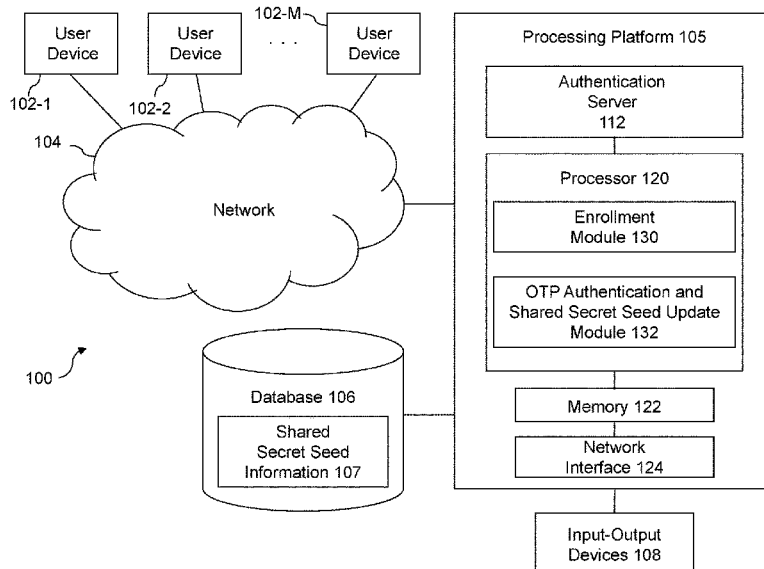 102-M
User
Device
User
Device
. . .
User
Device
102-1
102-2
104
Network
100
Database 106
Shared
Secret Seed
Information 107
Processing Platform 105
Authentication
Server
112
Processor 120
Enrollment
Module 130
OTP Authentication and
Shared Secret Seed Update
Module 132
Memory 122
Network
Interface 124
Input-Output
Devices 108